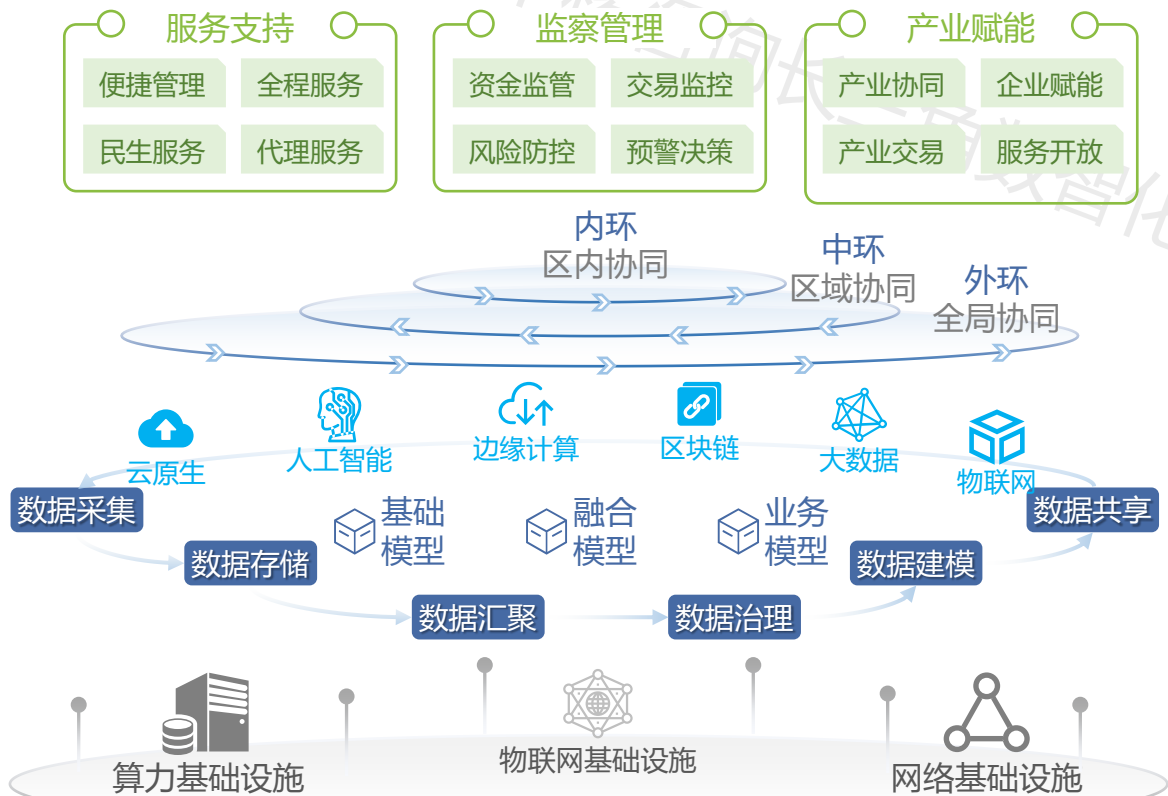 服务支持
监察管理
产业赋能
便捷管理
全程服务
资金监管
交易监控
产业协同
企业赋能
民生服务
代理服务
风险防控
预警决策
产业交易
服务开放
内环
区内协同
中环
区域协同
外环
全局协同
云原生
人工智能
边缘计算
区块链
大数据
物联网
数据采集
基础
模型
融合
模型
业务
模型
数据共享
数据存储
数据建模
数据汇聚
数据治理
算力基础设施
物联网基础设施
网络基础设施